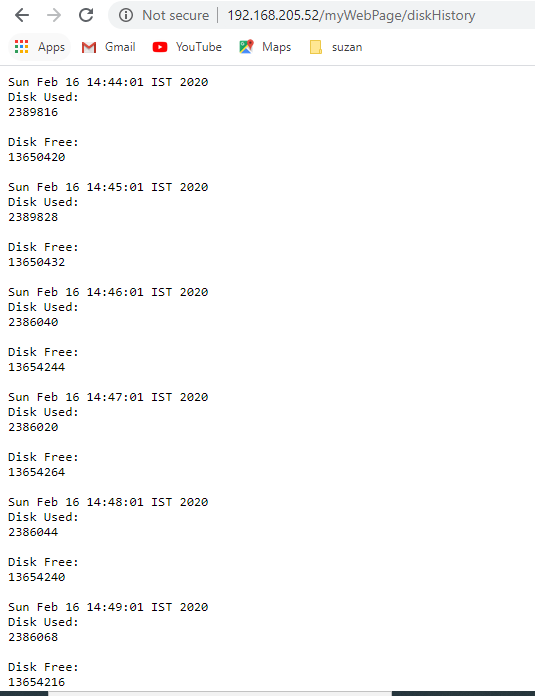 Not secure | 192.168.205.52/myWebPage/diskHistory
Apps Gmail YouTube Maps suzan
Sun Feb 16 14:44:01 IST 2020
Disk Used:
2389816
Disk Free:
13650420
Sun Feb 16 14:45:01 IST 2020
Disk Used:
2389828
Disk Free:
13650432
Sun Feb 16 14:46:01 IST 2020
Disk Used:
2386040
Disk Free:
13654244
Sun Feb 16 14:47:01 IST 2020
Disk Used:
2386020
Disk Free:
13654264
Sun Feb 16 14:48:01 IST 2020
Disk Used:
2386044
Disk Free:
13654240
Sun Feb 16 14:49:01 IST 2020
Disk Used:
2386068
Disk Free:
13654216